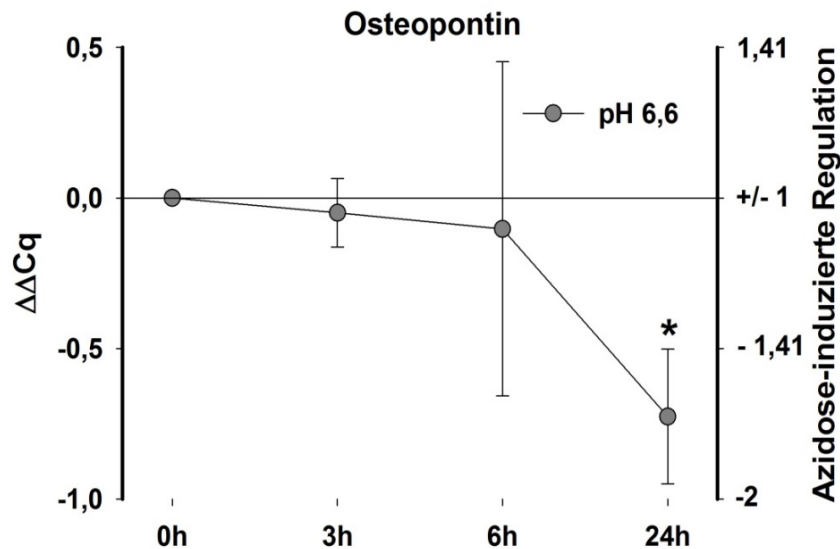 Osteopontin
0,5
1,41
pH 6,6
0,0
+/- 1
ΔΔCq
Azidose-induzierte Regulation
*
-0,5
- 1,41
-1,0
-2
0h
3h
6h
24h